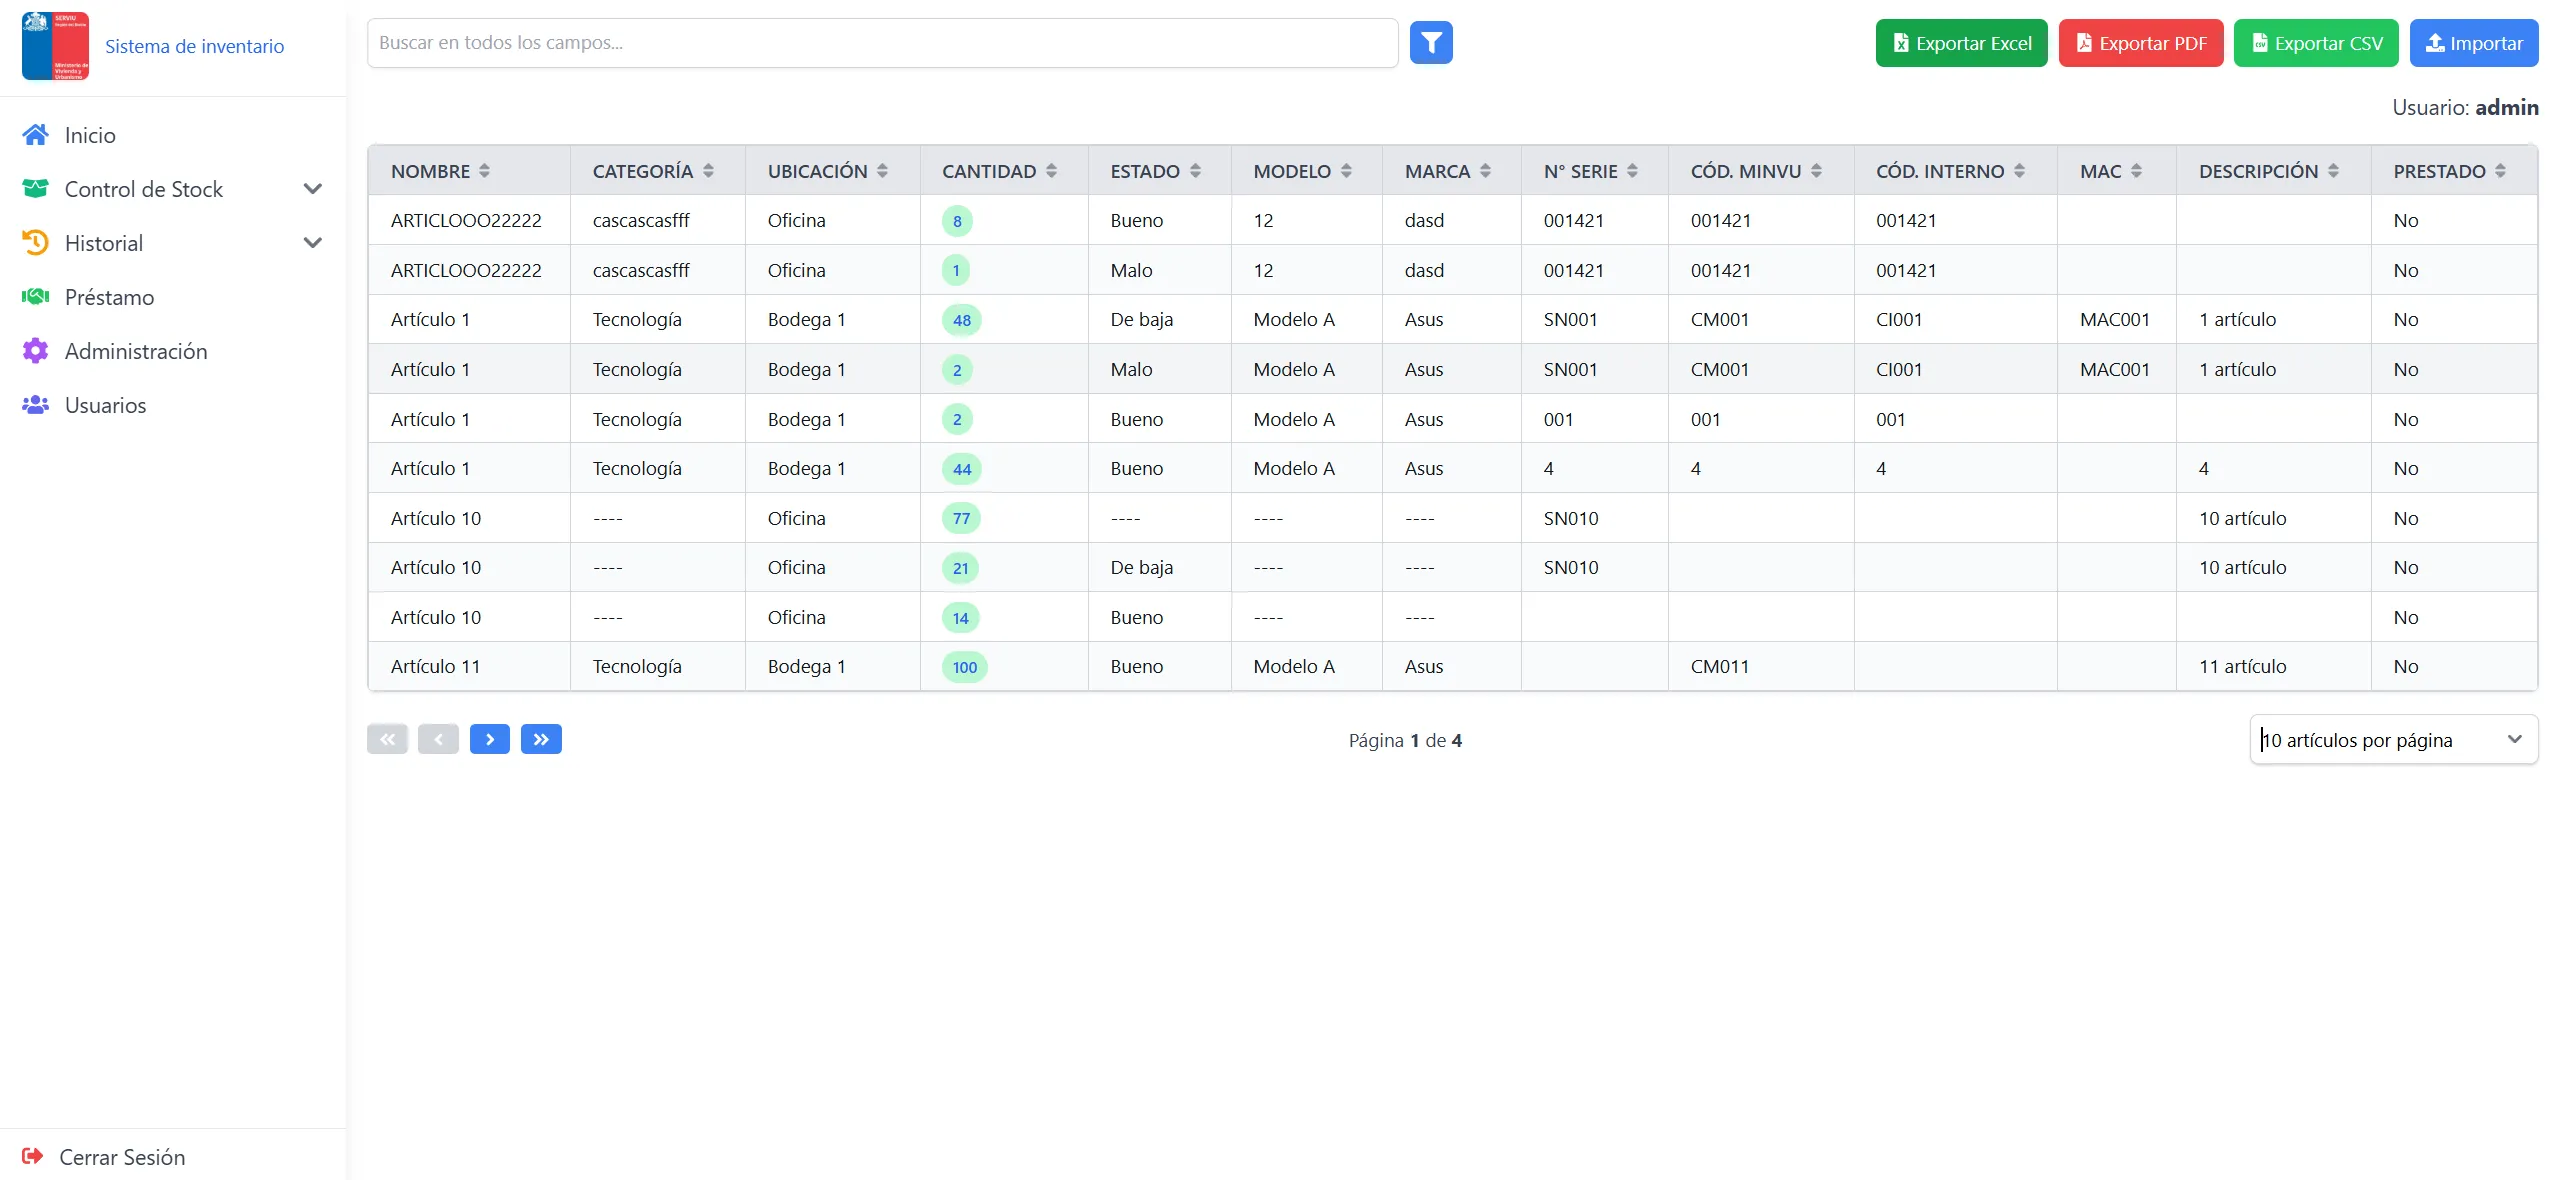 SERVIU
Ministerio de
Vivienda y
Urbanismo
Sistema de inventario
Inicio
Control de Stock
Historial
Préstamo
Administración
Usuarios
Cerrar Sesión
Buscar en todos los campos...
Exportar Excel Exportar PDF Exportar CSV Importar
Usuario: admin
NOMBRE CATEGORÍA UBICACIÓN CANTIDAD ESTADO MODELO MARCA N° SERIE CÓD. MINVU CÓD. INTERNO MAC DESCRIPCIÓN PRESTADO
ARTICLOOO22222 cascascasfff Oficina 8 Bueno 12 dasd 001421 001421 001421 No
ARTICLOOO22222 cascascasfff Oficina 1 Malo 12 dasd 001421 001421 001421 No
Artículo 1 Tecnología Bodega 1 48 De baja Modelo A Asus SN001 CM001 CI001 MAC001 1 artículo No
Artículo 1 Tecnología Bodega 1 2 Malo Modelo A Asus SN001 CM001 CI001 MAC001 1 artículo No
Artículo 1 Tecnología Bodega 1 2 Bueno Modelo A Asus 001 001 001 No
Artículo 1 Tecnología Bodega 1 44 Bueno Modelo A Asus 4 4 4 4 No
Artículo 10 ---- Oficina 77 ---- ---- ---- SN010 10 artículo No
Artículo 10 ---- Oficina 21 De baja ---- ---- SN010 10 artículo No
Artículo 10 ---- Oficina 14 Bueno ---- ---- No
Artículo 11 Tecnología Bodega 1 100 Bueno Modelo A Asus CM011 11 artículo No
Página 1 de 4
10 artículos por página